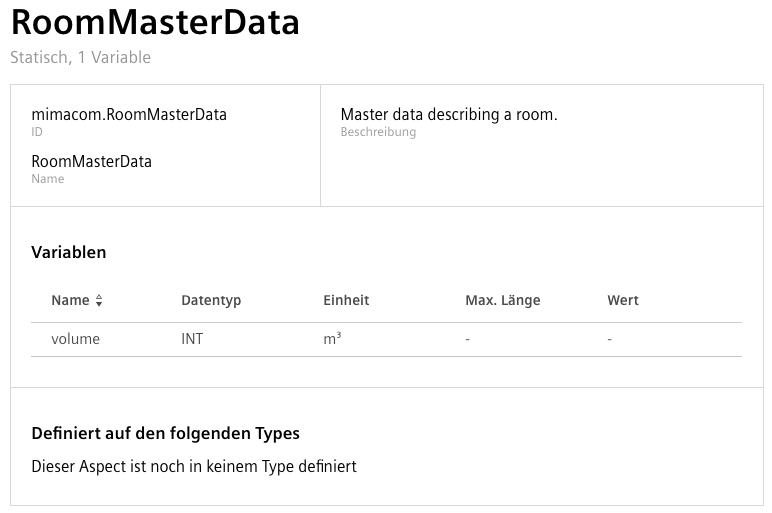 RoomMasterData
Statisch, 1 Variable
mimacom.RoomMasterData
ID
RoomMasterData
Name
Master data describing a room.
Beschreibung
Variablen
Name Datentyp Einheit Max. Länge Wert
volume INT m³ - -
Definiert auf den folgenden Types
Dieser Aspect ist noch in keinem Type definiert